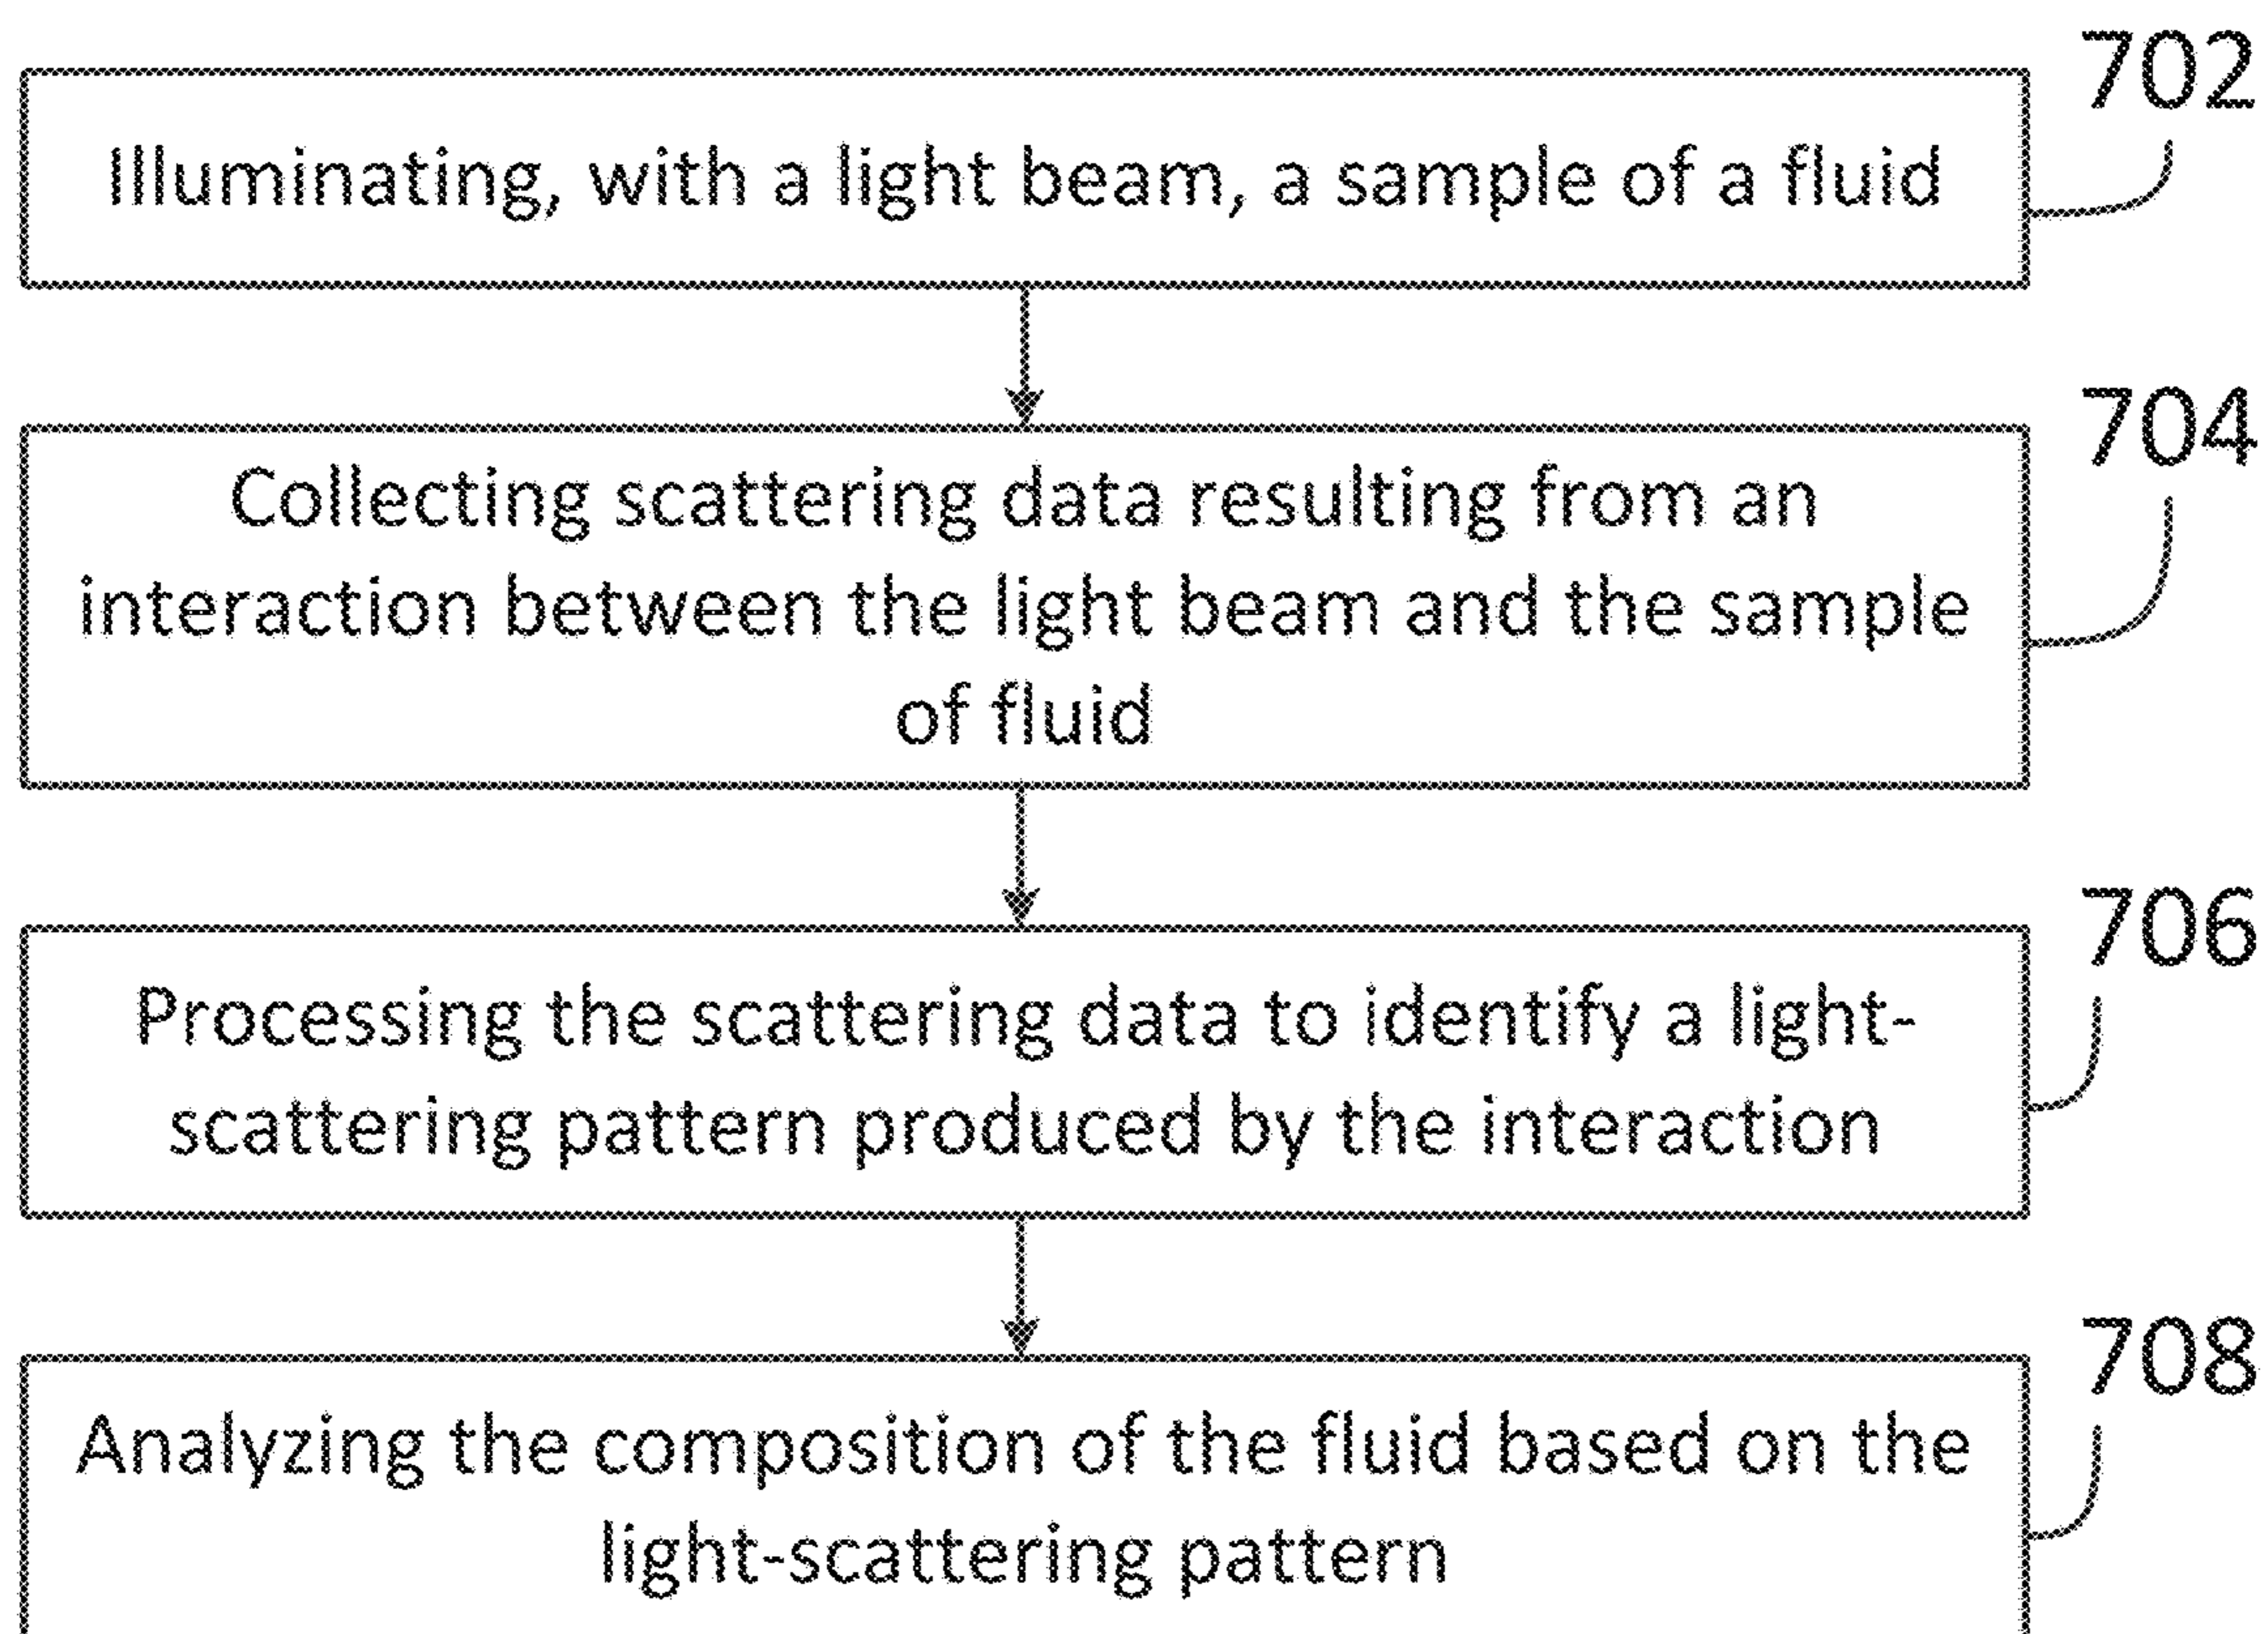 702
Illuminating, with a light beam, a sample of a fluid
704
Collecting scattering data resulting from an
interaction between the light beam and the sample
of fluid
706
Processing the scattering data to identify a light-
scattering pattern produced by the interaction
708
Analyzing the composition of the fluid based on the
light-scattering pattern